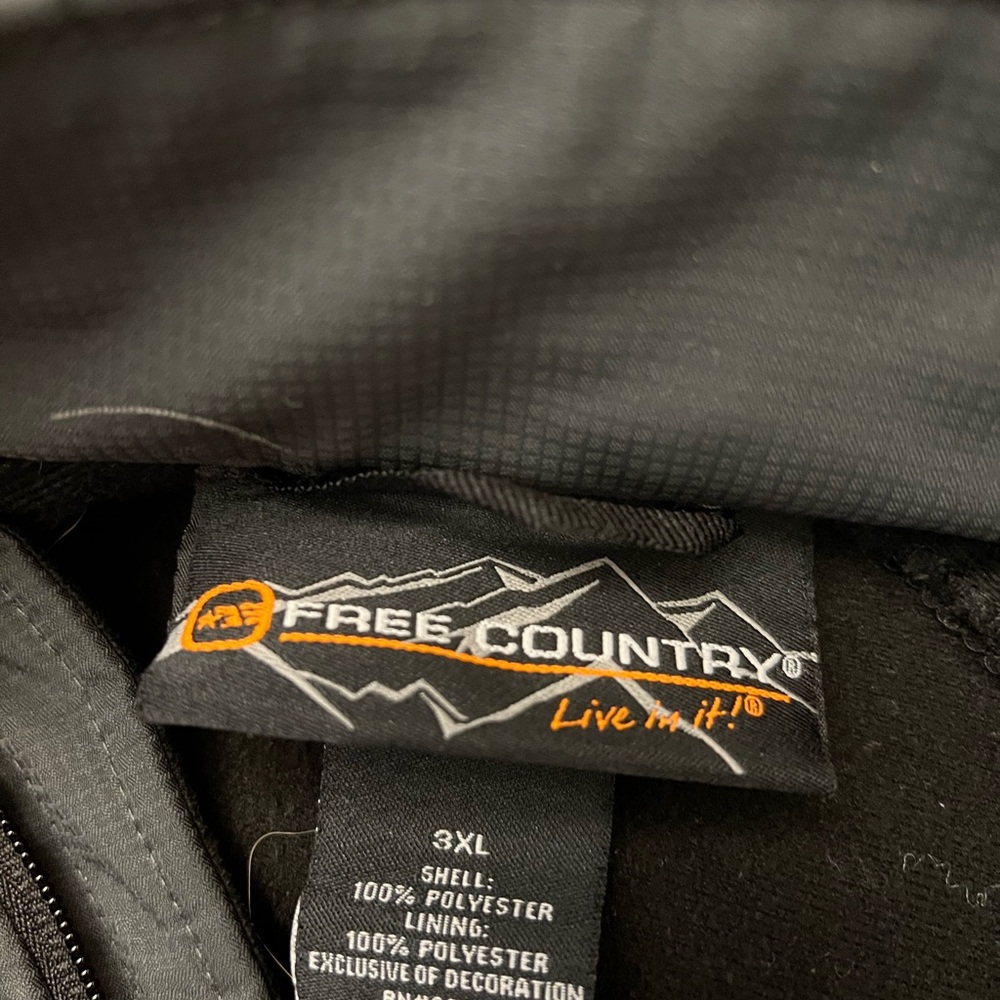 FREE COUNTRY®
Live in it!®
3XL
SHELL:
100% POLYESTER
LINING:
100% POLYESTER
EXCLUSIVE OF DECORATION